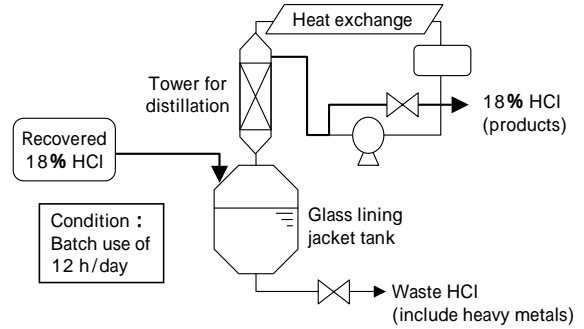 Heat exchange
Tower for
distillation
18% HCl
(products)
Recovered
18% HCl
Condition :
Batch use of
12 h/day
Glass lining
jacket tank
Waste HCl
(include heavy metals)